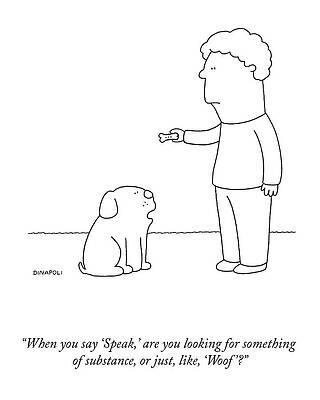 DINAPOLI
“When you say ‘Speak,’ are you looking for something
of substance, or just, like, ‘Woof’?”